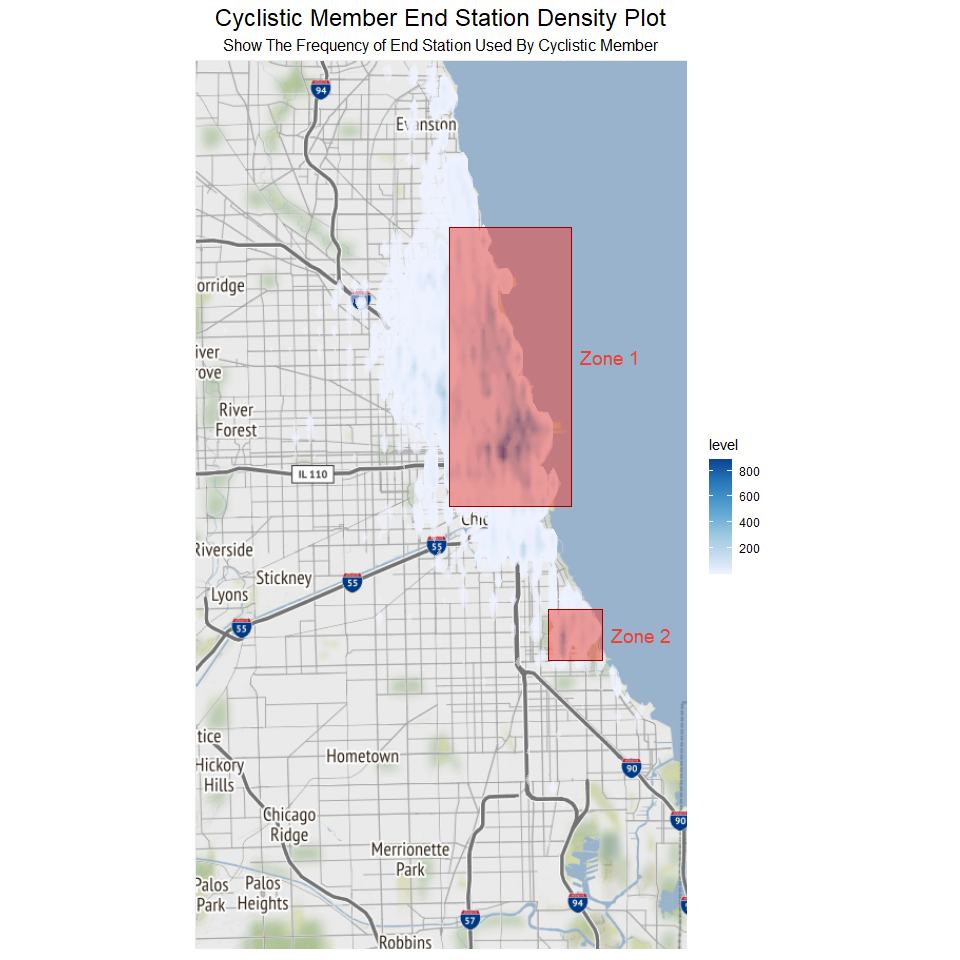 Cyclistic Member End Station Density Plot
Show The Frequency of End Station Used By Cyclistic Member
94
Evanston
orridge
Zone 1
iver
rove
River
Forest
level
IL 110
800
600
400
200
Chic
55
Riverside
55
Stickney
Lyons
55
Zone 2
tice
Hometown
Hickory
Hills
90
Chicago
Ridge
90
Merrionette
Park
Palos
Park
Palos
Heights
94
57
Robbins